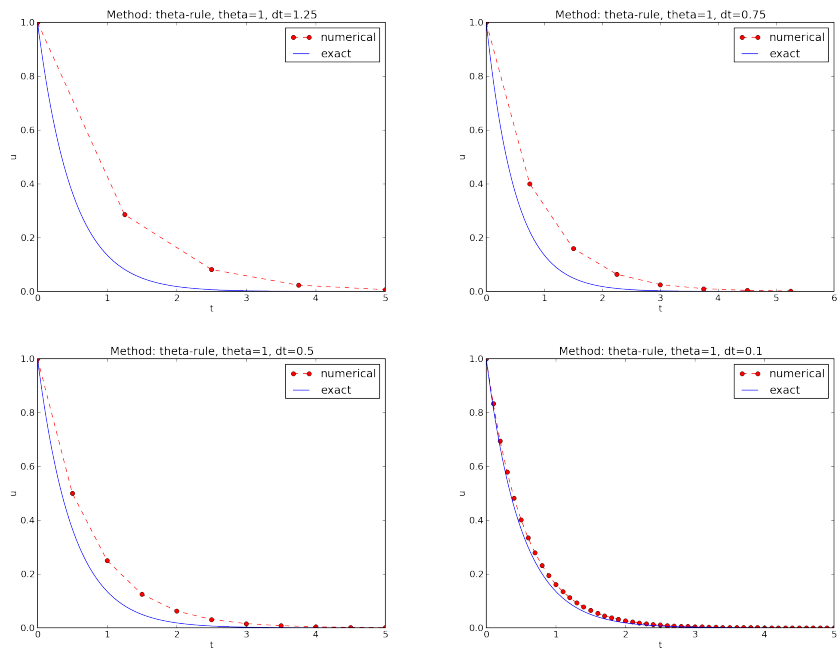 Method: theta-rule, theta=1, dt=1.25
numerical
exact
1.0
0.8
0.6
0.4
0.2
0.0
u
0 1 2 3 4 5
t
Method: theta-rule, theta=1, dt=0.75
numerical
exact
1.0
0.8
0.6
0.4
0.2
0.0
u
0 1 2 3 4 5 6
t
Method: theta-rule, theta=1, dt=0.5
numerical
exact
1.0
0.8
0.6
0.4
0.2
0.0
u
0 1 2 3 4 5
t
Method: theta-rule, theta=1, dt=0.1
numerical
exact
1.0
0.8
0.6
0.4
0.2
0.0
u
0 1 2 3 4 5
t